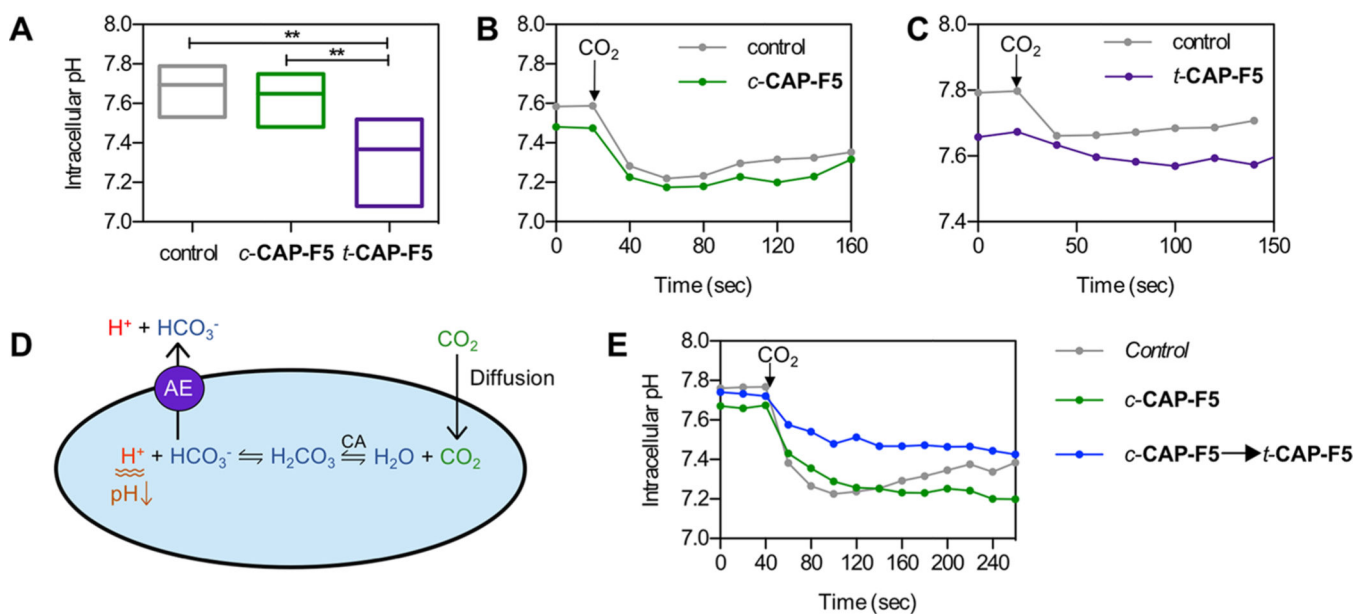 A
Intracellular pH
8.0
7.8
7.6
7.4
7.2
7.0
**
**
control c-CAP-F5 t-CAP-F5
B
8.0
7.8
7.6
7.4
7.2
7.0
CO₂
control
c-CAP-F5
0 40 80 120 160
Time (sec)
C
8.0
7.8
7.6
7.4
CO₂
control
t-CAP-F5
0 50 100 150
Time (sec)
D
H⁺ + HCO₃⁻
CO₂
AE
Diffusion
H⁺ + HCO₃⁻ ⇌ H₂CO₃ ⇌ H₂O + CO₂
CA
pH↓
E
Intracellular pH
8.0
7.8
7.6
7.4
7.2
7.0
CO₂
0 40 80 120 160 200 240
Time (sec)
Control
c-CAP-F5
c-CAP-F5→t-CAP-F5